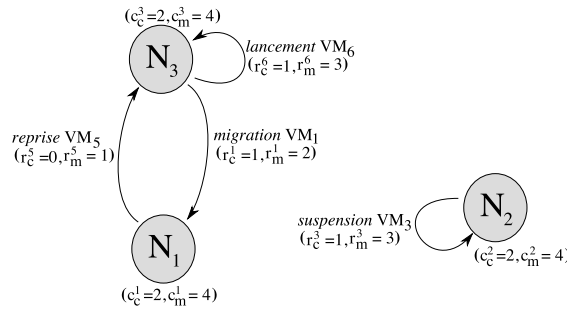 (c_c^3=2,c_m^3=4)
N_3
lancement VM_6
(r_c^6=1,r_m^6=3)
reprise VM_5
(r_c^5=0,r_m^5=1)
migration VM_1
(r_c^1=1,r_m^1=2)
N_1
(c_c^1=2,c_m^1=4)
suspension VM_3
(r_c^3=1,r_m^3=3)
N_2
(c_c^2=2,c_m^2=4)